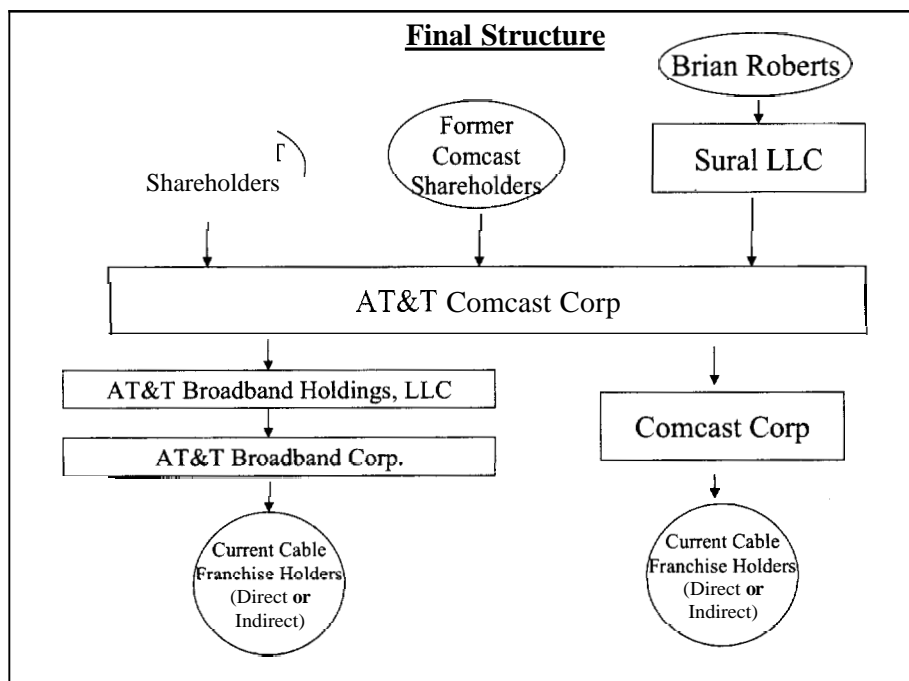 Final Structure
Brian Roberts
Sural LLC
Former
Comcast
Shareholders
Shareholders
AT&T Comcast Corp
AT&T Broadband Holdings, LLC
AT&T Broadband Corp.
Comcast Corp
Current Cable
Franchise Holders
(Direct or
Indirect)
Current Cable
Franchise Holders
(Direct or
Indirect)